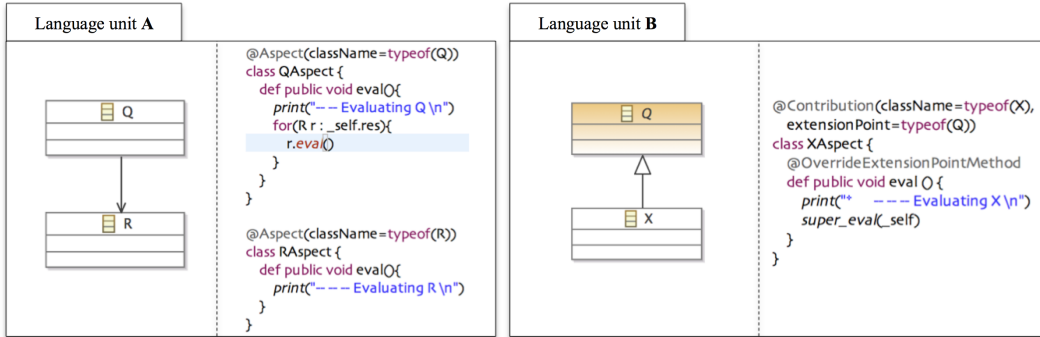 Language unit A
Q
R
@Aspect(className=typeof(Q))
class QAspect {
def public void eval(){
print("-- -- Evaluating Q \n")
for(R r : _self.res){
r.eval()
}
}
}
@Aspect(className=typeof(R))
class RAspect {
def public void eval(){
print("-- -- -- Evaluating R \n")
}
}
Language unit B
Q
X
@Contribution(className=typeof(X),
extensionPoint=typeof(Q))
class XAspect {
@OverrideExtensionPointMethod
def public void eval () {
print("+ -- -- -- Evaluating X \n")
super_eval(_self)
}
}